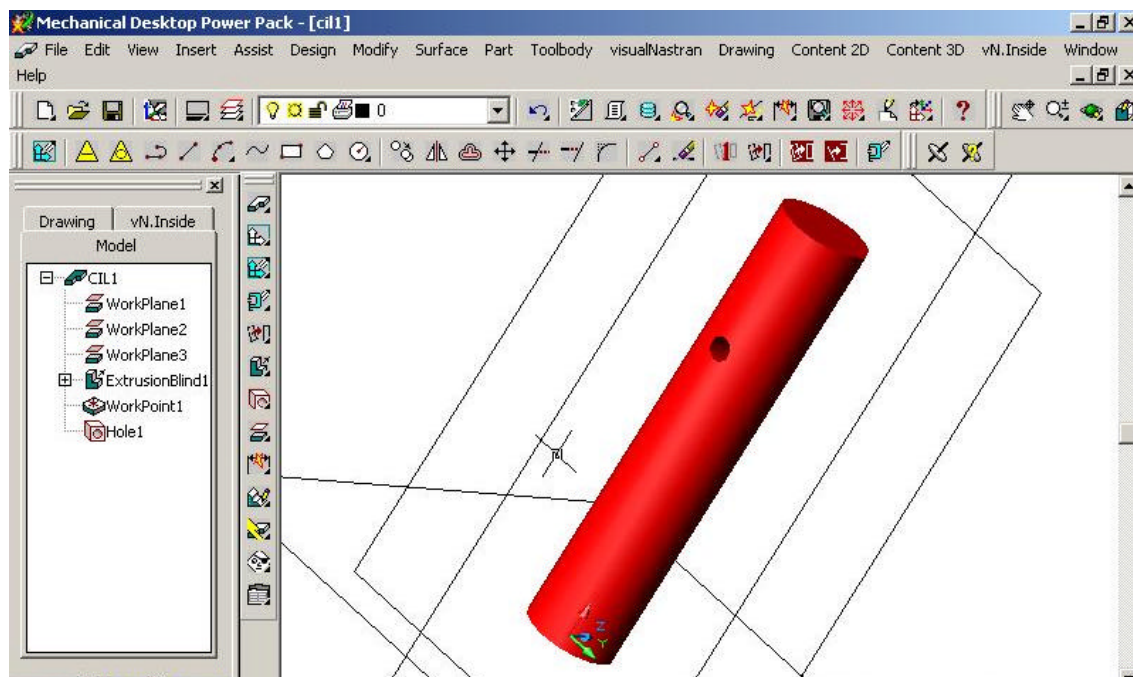 Mechanical Desktop Power Pack - [cil1]
File Edit View Insert Assist Design Modify Surface Part Toolbody visualNastran Drawing Content 2D Content 3D vN.Inside Window
Help
0
Drawing vN.Inside
Model
CIL1
WorkPlane1
WorkPlane2
WorkPlane3
ExtrusionBlind1
WorkPoint1
Hole1
Z
Y